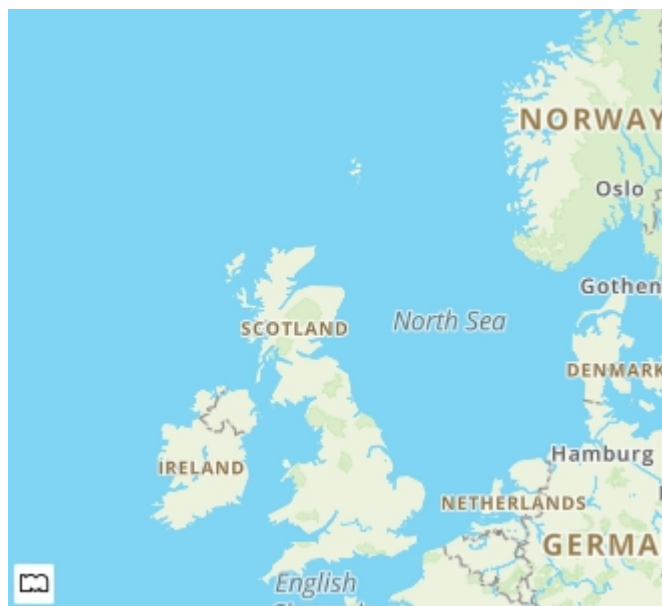 NORWAY
Oslo
Gothen
North Sea
SCOTLAND
DENMARK
Hamburg
IRELAND
NETHERLANDS
GERMA
English